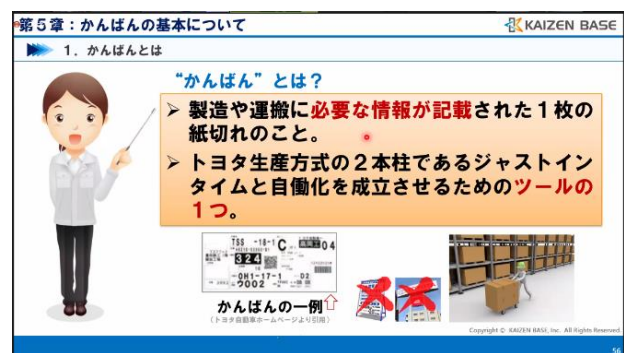 第５章：かんばんの基本について
KAIZEN BASE
１．かんばんとは
“かんばん”とは？
➢ 製造や運搬に必要な情報が記載された１枚の
紙切れのこと。
➢ トヨタ生産方式の２本柱であるジャストイン
タイムと自働化を成立させるためのツールの
１つ。
324
かんばんの一例
（トヨタ自動車ホームページより引用）
Copyright © KAIZEN BASE, Inc. All Rights Reserved.
56